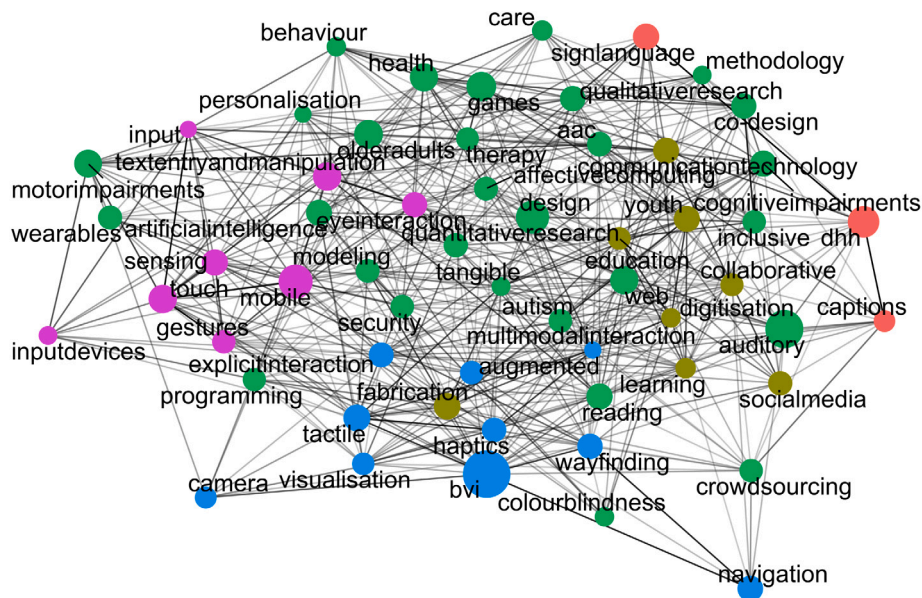 care
behaviour
signlanguage
methodology
health
qualitativeresearch
games
personalisation
co-design
input
aac
olderadults
therapy
textentryandmanipulation
communicationtechnology
affectivecomputing
motorimpairments
design
youth
cognitiveimpairments
eyeinteraction
artificialintelligence
quantitativeresearch
wearables
inclusive
dhh
modeling
sensing
education
tangible
collaborative
touch
mobile
web
autism
digitisation
captions
security
gestures
multimodalinteraction
auditory
inputdevices
explicitinteraction
augmented
learning
programming
fabrication
socialmedia
reading
tactile
haptics
wayfinding
camera
visualisation
bvi
crowdsourcing
colourblindness
navigation